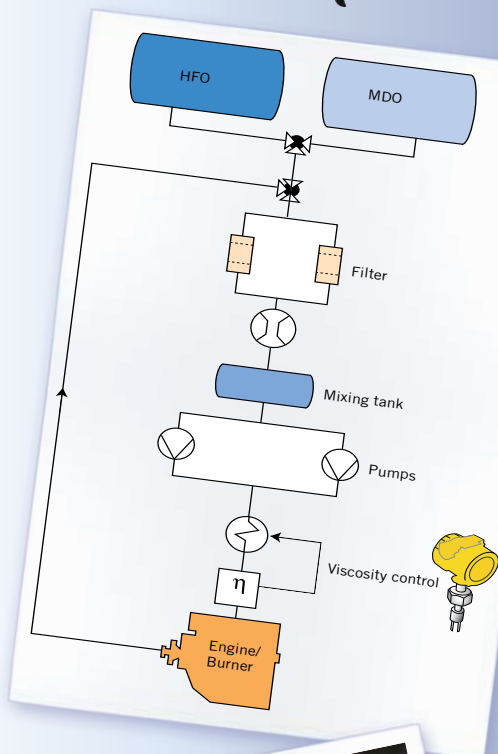 HFO
MDO
Filter
Mixing tank
Pumps
Viscosity control
η
Engine/
Burner